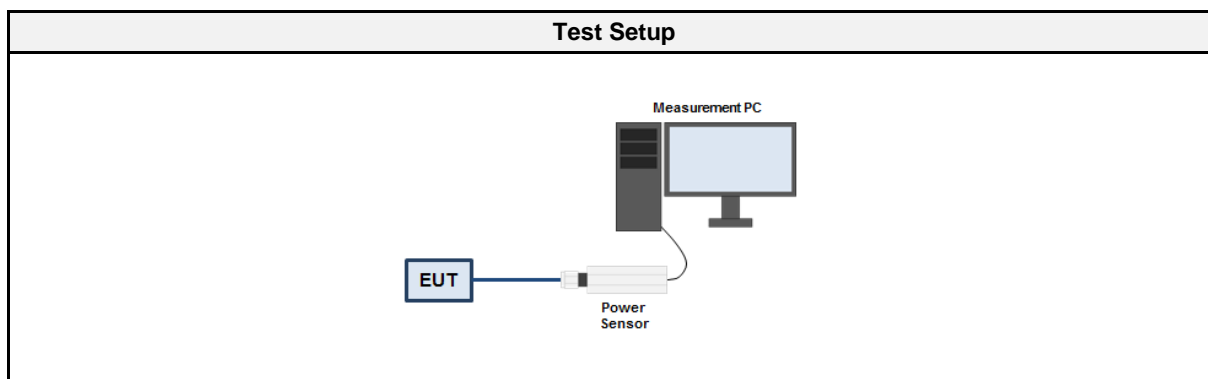 Test Setup
Measurement PC
EUT
Power
Sensor